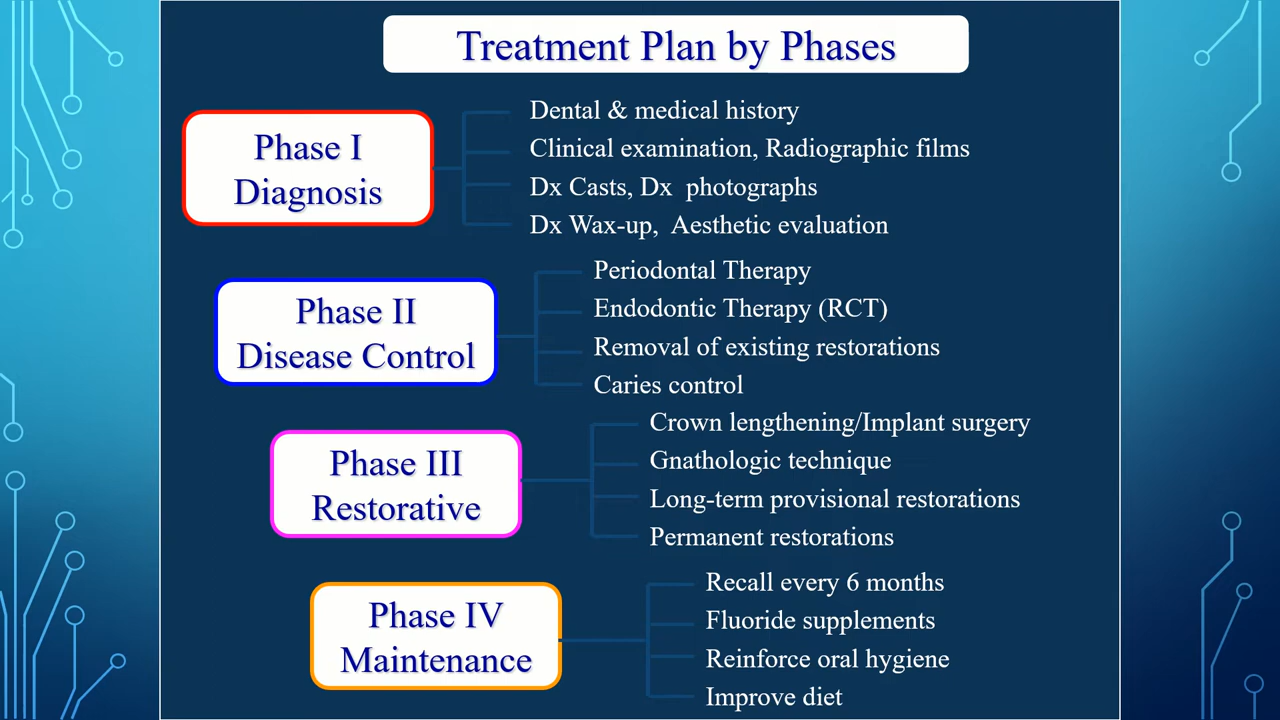 Treatment Plan by Phases
Phase I
Diagnosis
Dental & medical history
Clinical examination, Radiographic films
Dx Casts, Dx photographs
Dx Wax-up, Aesthetic evaluation
Phase II
Disease Control
Periodontal Therapy
Endodontic Therapy (RCT)
Removal of existing restorations
Caries control
Phase III
Restorative
Crown lengthening/Implant surgery
Gnathologic technique
Long-term provisional restorations
Permanent restorations
Phase IV
Maintenance
Recall every 6 months
Fluoride supplements
Reinforce oral hygiene
Improve diet